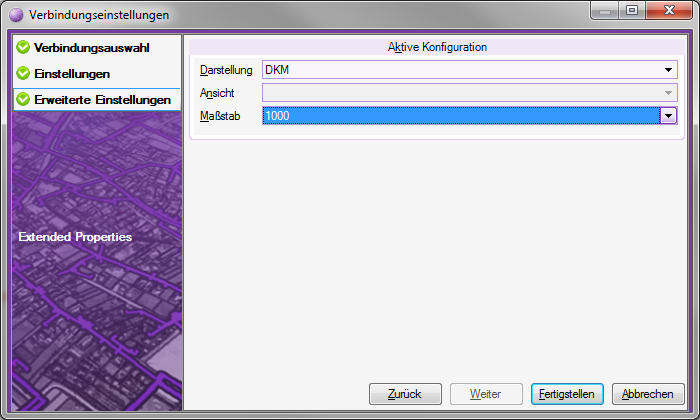 Verbindungseinstellungen
Verbindungsauswahl
Einstellungen
Erweiterte Einstellungen
Extended Properties
Aktive Konfiguration
Darstellung DKM
Ansicht
Maßstab 1000
Zurück Weiter Fertigstellen Abbrechen